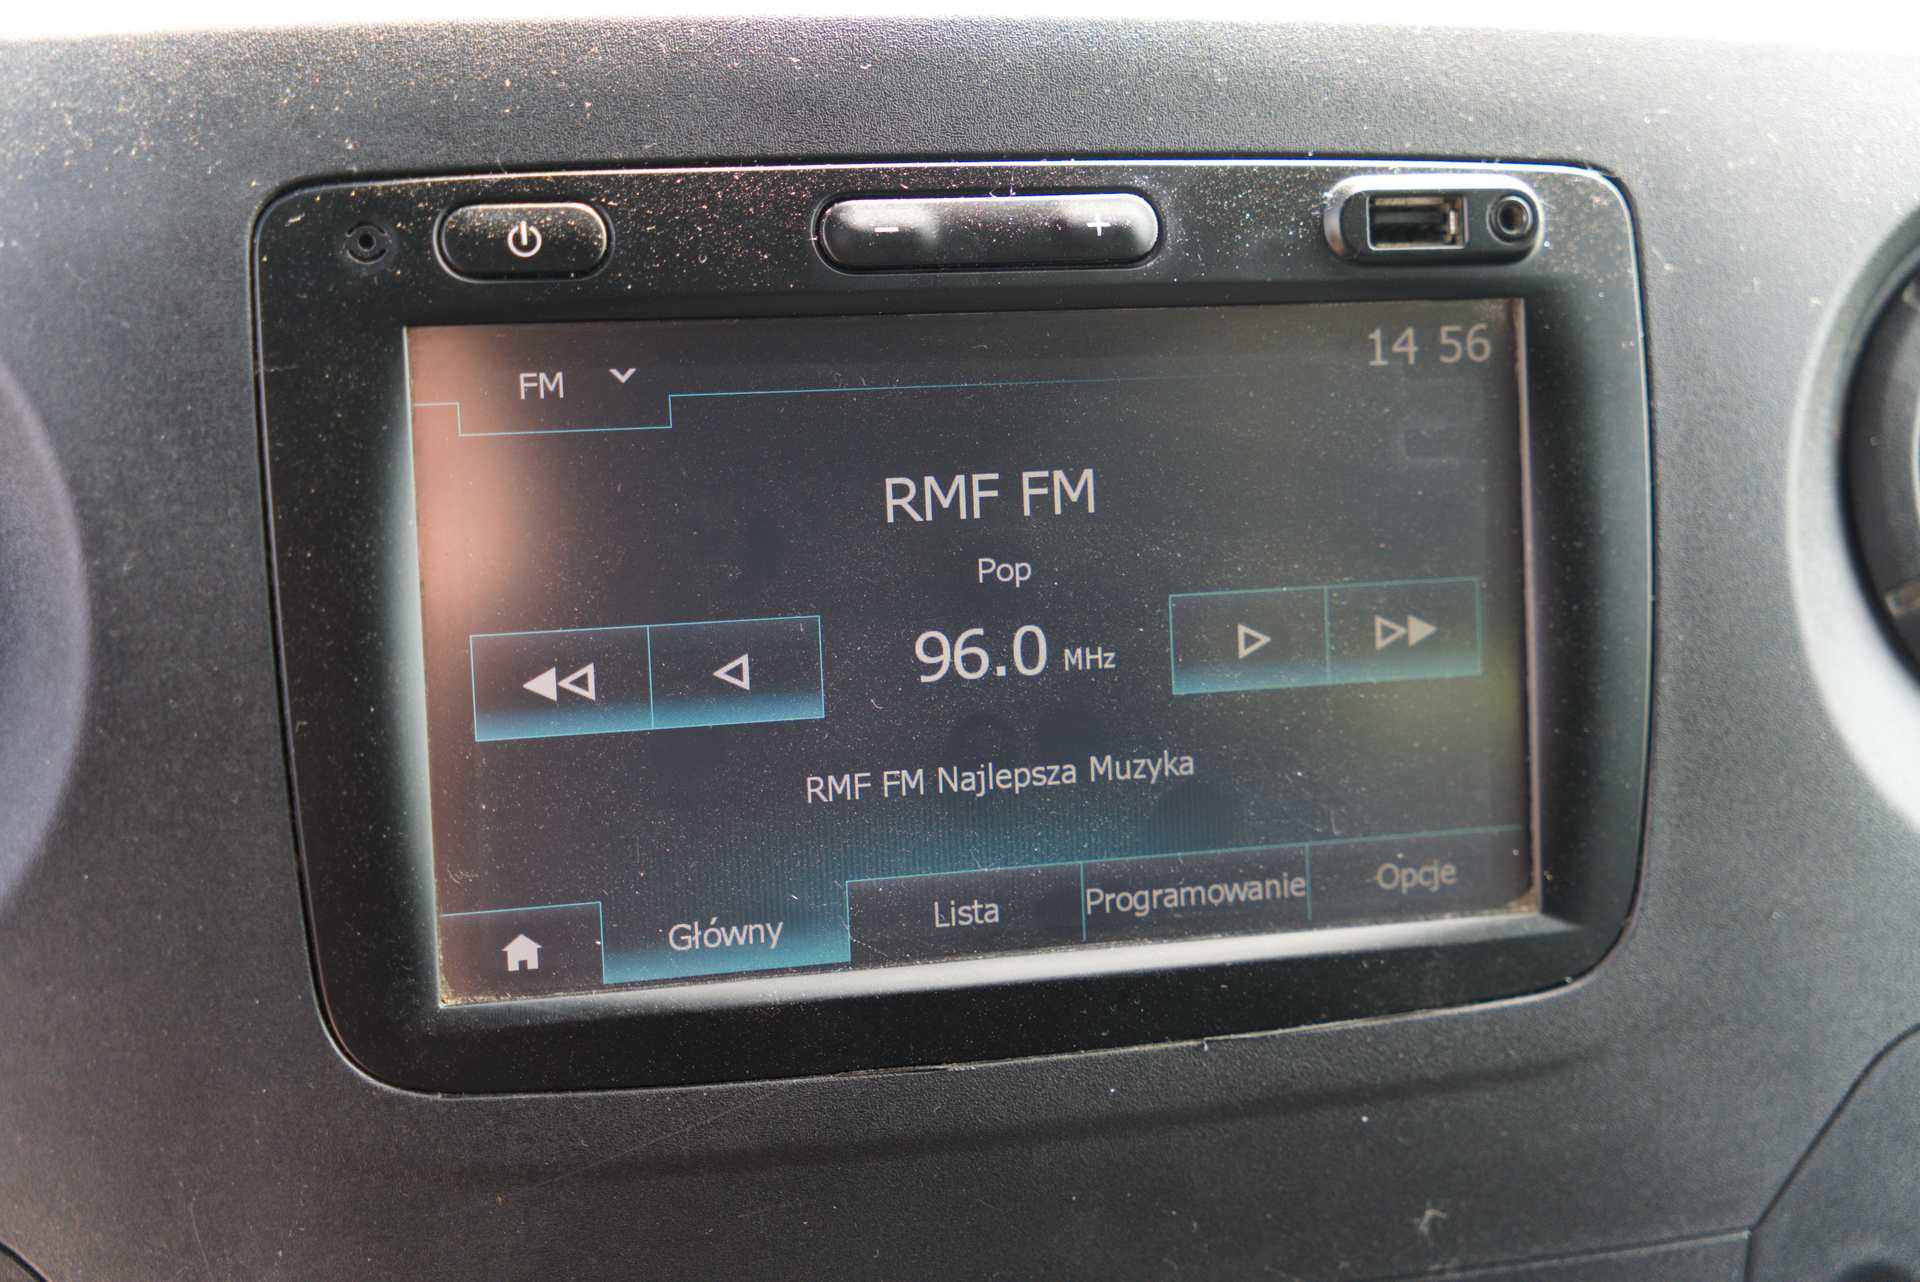 14 56
FM
RMF FM
Pop
96.0 MHz
RMF FM Najlepsza Muzyka
Główny Lista Programowanie Opcje